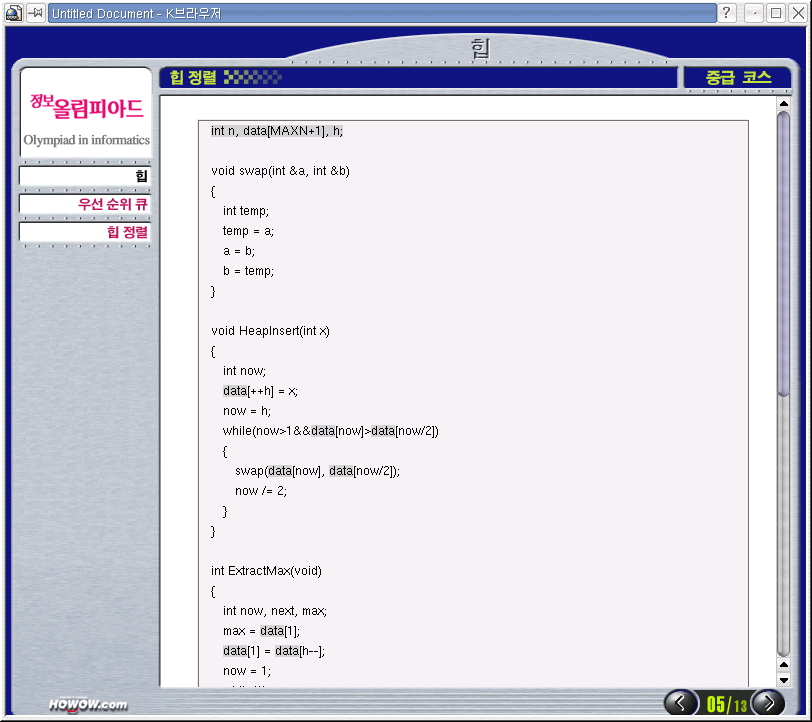 Untitled Document - K브라우저
힙
힙 정렬
중급 코스
정보올림피아드
Olympiad in informatics
힙
우선 순위 큐
힙 정렬
int n, data[MAXN+1], h;
void swap(int &a, int &b)
{
int temp;
temp = a;
a = b;
b = temp;
}
void HeapInsert(int x)
{
int now;
data[++h] = x;
now = h;
while(now>1&&data[now]>data[now/2])
{
swap(data[now], data[now/2]);
now /= 2;
}
}
int ExtractMax(void)
{
int now, next, max;
max = data[1];
data[1] = data[h--];
now = 1;
HOWOW.com
05/13